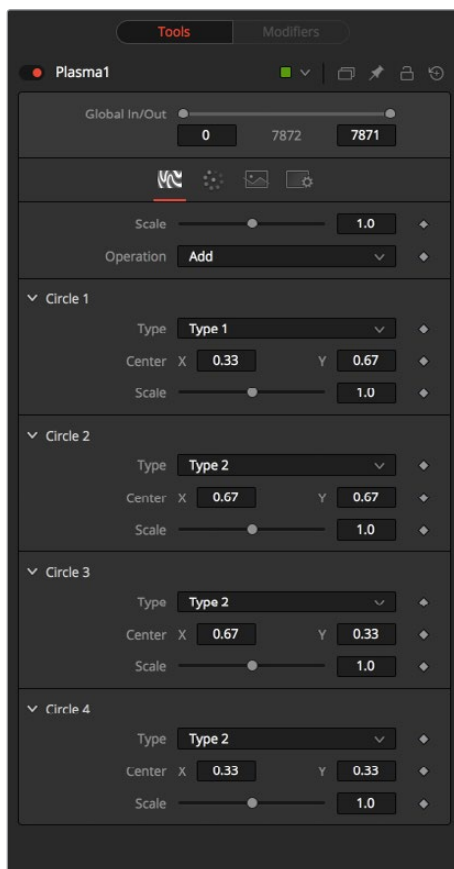 Tools Modifiers
Plasma1
Global In/Out
0 7872 7871
Scale 1.0
Operation Add
Circle 1
Type Type 1
Center X 0.33 Y 0.67
Scale 1.0
Circle 2
Type Type 2
Center X 0.67 Y 0.67
Scale 1.0
Circle 3
Type Type 2
Center X 0.67 Y 0.33
Scale 1.0
Circle 4
Type Type 2
Center X 0.33 Y 0.33
Scale 1.0